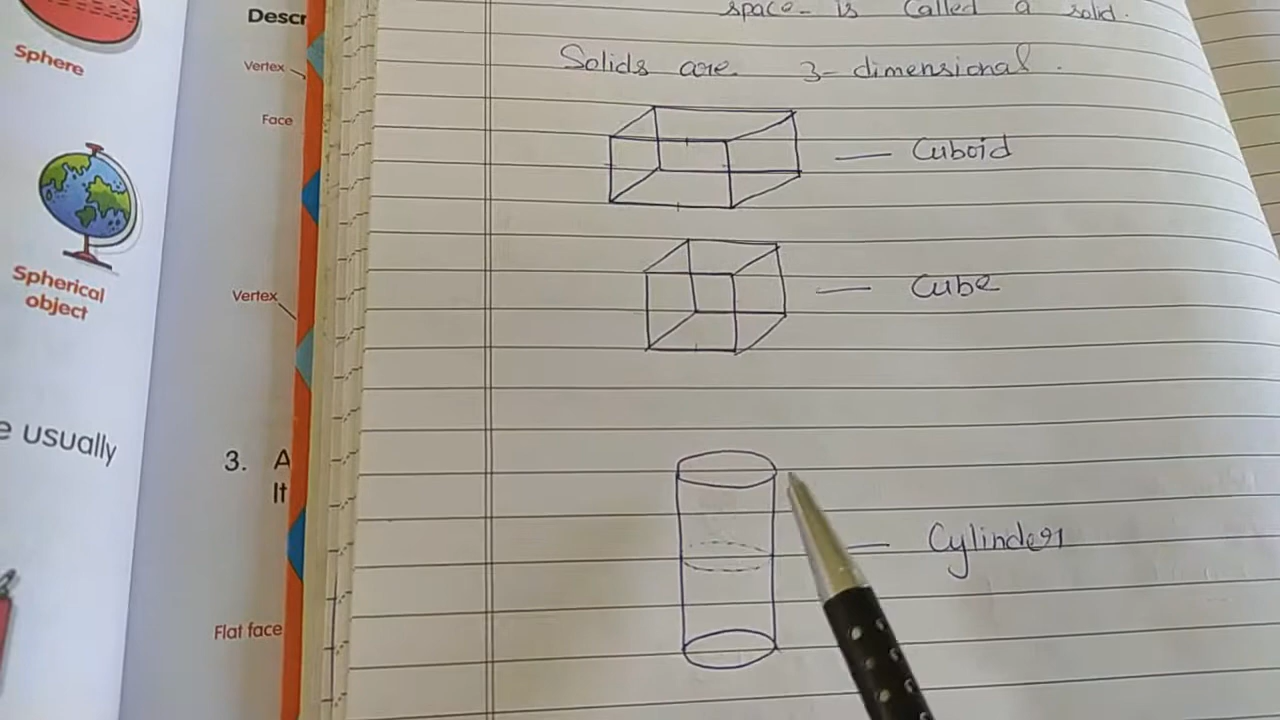 Sphere
Spherical
object
e usually
Descr
Vertex
Face
Vertex
3. A
It
Flat face
space is called a solid.
Solids are 3-dimensional.
— Cuboid
— Cube
— Cylinder